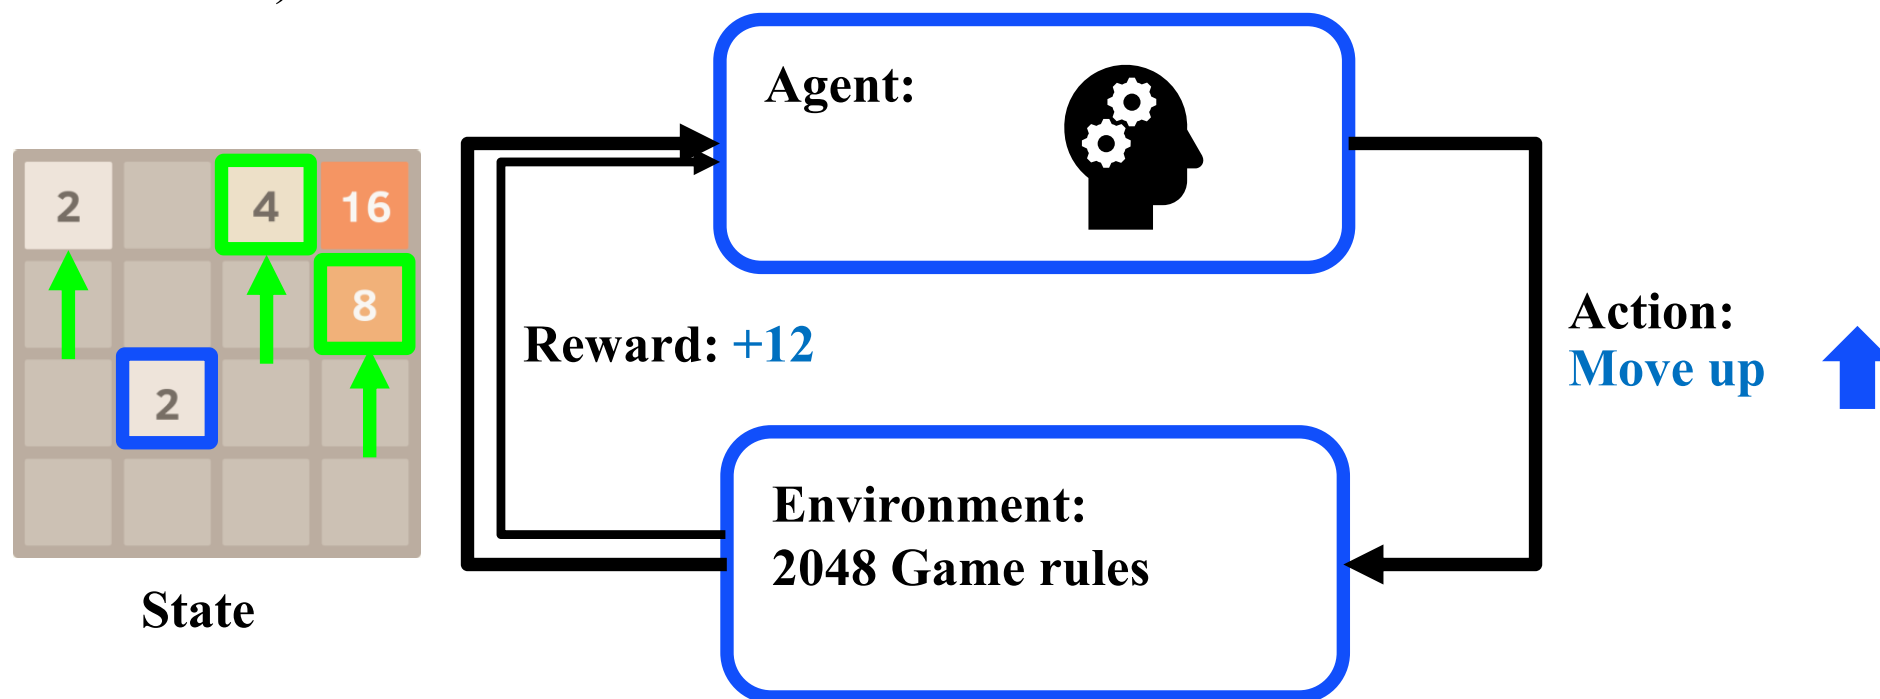 Agent:
2 4 16
8
2
State
Reward: +12
Action:
Move up
Environment:
2048 Game rules